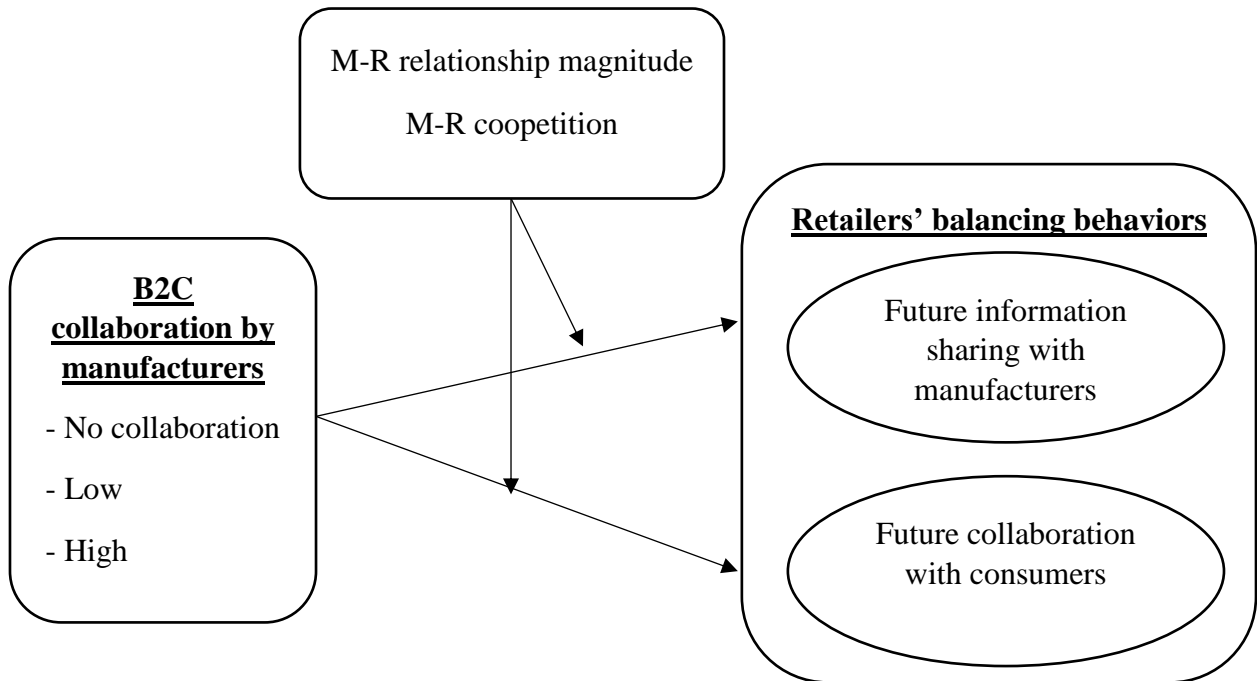 M-R relationship magnitude
M-R coopetition
B2C
collaboration by
manufacturers
- No collaboration
- Low
- High
Retailers’ balancing behaviors
Future information
sharing with
manufacturers
Future collaboration
with consumers